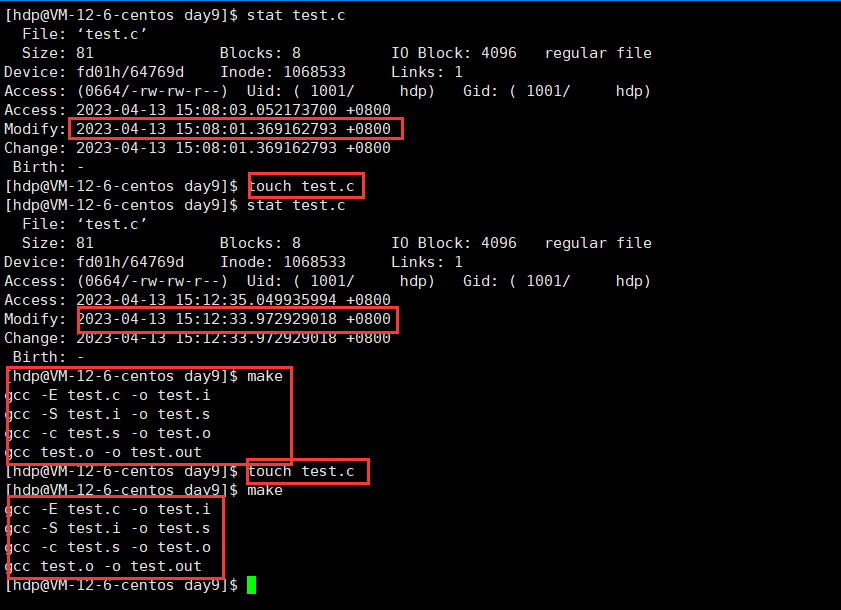 [hdp@VM-12-6-centos day9]$ stat test.c
  File: ‘test.c’
  Size: 81              Blocks: 8          IO Block: 4096   regular file
Device: fd01h/64769d    Inode: 1068533     Links: 1
Access: (0664/-rw-rw-r--)  Uid: ( 1001/     hdp)   Gid: ( 1001/     hdp)
Access: 2023-04-13 15:08:03.052173700 +0800
Modify: 2023-04-13 15:08:01.369162793 +0800
Change: 2023-04-13 15:08:01.369162793 +0800
 Birth: -
[hdp@VM-12-6-centos day9]$ touch test.c
[hdp@VM-12-6-centos day9]$ stat test.c
  File: ‘test.c’
  Size: 81              Blocks: 8          IO Block: 4096   regular file
Device: fd01h/64769d    Inode: 1068533     Links: 1
Access: (0664/-rw-rw-r--)  Uid: ( 1001/     hdp)   Gid: ( 1001/     hdp)
Access: 2023-04-13 15:12:35.049935994 +0800
Modify: 2023-04-13 15:12:33.972929018 +0800
Change: 2023-04-13 15:12:33.972929018 +0800
 Birth: -
[hdp@VM-12-6-centos day9]$ make
gcc -E test.c -o test.i
gcc -S test.i -o test.s
gcc -c test.s -o test.o
gcc test.o -o test.out
[hdp@VM-12-6-centos day9]$ touch test.c
[hdp@VM-12-6-centos day9]$ make
gcc -E test.c -o test.i
gcc -S test.i -o test.s
gcc -c test.s -o test.o
gcc test.o -o test.out
[hdp@VM-12-6-centos day9]$